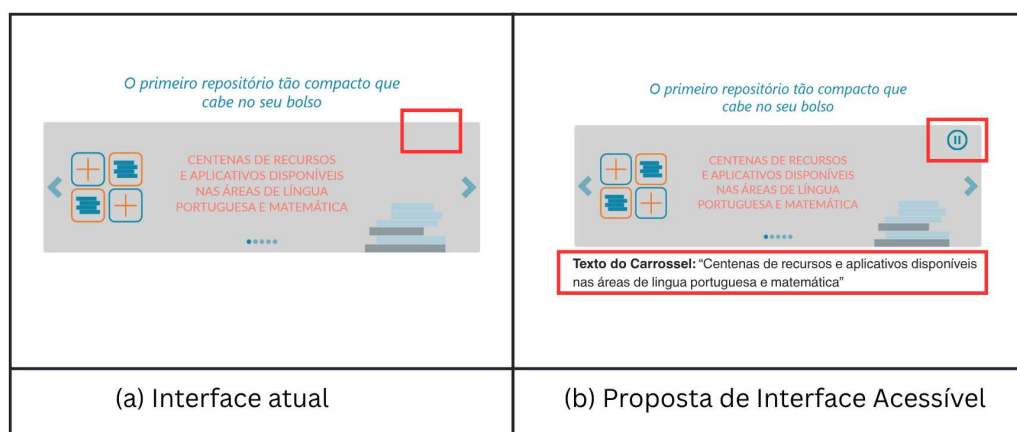 O primeiro repositório tão compacto que
cabe no seu bolso
CENTENAS DE RECURSOS
E APLICATIVOS DISPONÍVEIS
NAS ÁREAS DE LÍNGUA
PORTUGUESA E MATEMÁTICA
(a) Interface atual
O primeiro repositório tão compacto que
cabe no seu bolso
CENTENAS DE RECURSOS
E APLICATIVOS DISPONÍVEIS
NAS ÁREAS DE LÍNGUA
PORTUGUESA E MATEMÁTICA
Texto do Carrossel: “Centenas de recursos e aplicativos disponíveis
nas áreas de lingua portuguesa e matemática”
(b) Proposta de Interface Acessível